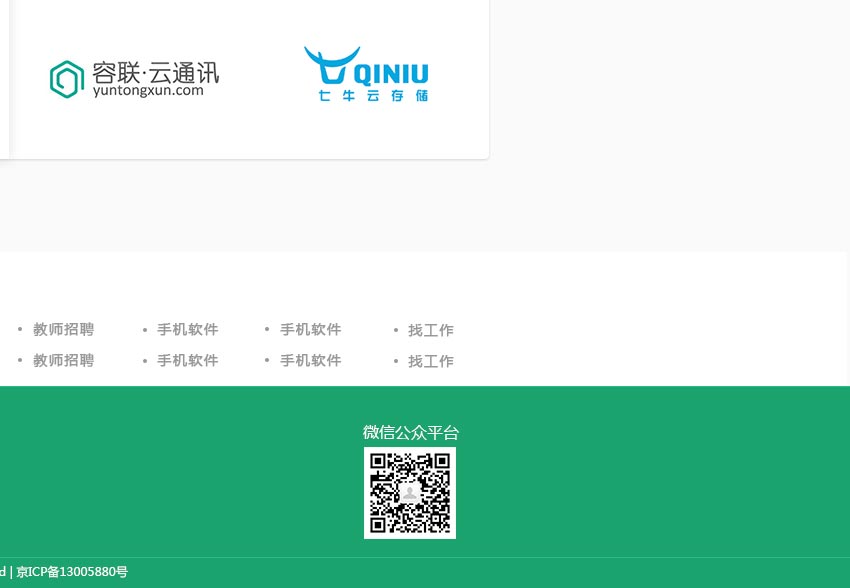 容联·云通讯
yuntongxun.com
QINIU
七牛云存储
• 教师招聘 • 手机软件 • 手机软件 • 找工作
• 教师招聘 • 手机软件 • 手机软件 • 找工作
微信公众平台
d | 京ICP备13005880号